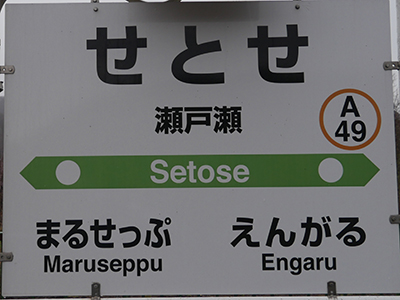 せとせ
瀬戸瀬
A
49
Setose
まるせっぷ えんがる
Maruseppu Engaru